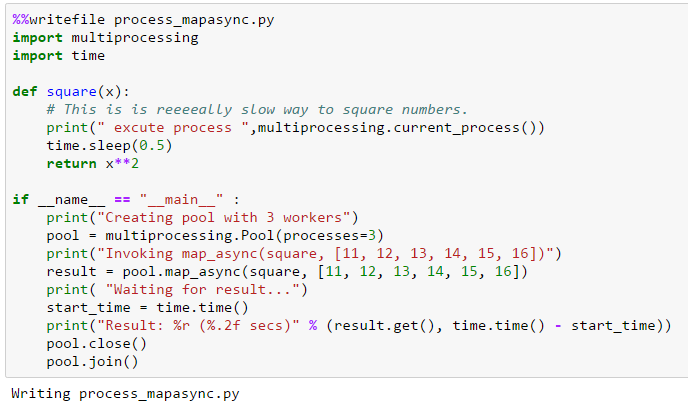 %%writefile process_mapasync.py
import multiprocessing
import time

def square(x):
    # This is is reeeeally slow way to square numbers.
    print(" excute process ",multiprocessing.current_process())
    time.sleep(0.5)
    return x**2

if __name__ == "__main__" :
    print("Creating pool with 3 workers")
    pool = multiprocessing.Pool(processes=3)
    print("Invoking map_async(square, [11, 12, 13, 14, 15, 16])")
    result = pool.map_async(square, [11, 12, 13, 14, 15, 16])
    print( "Waiting for result...")
    start_time = time.time()
    print("Result: %r (%.2f secs)" % (result.get(), time.time() - start_time))
    pool.close()
    pool.join()
Writing process_mapasync.py